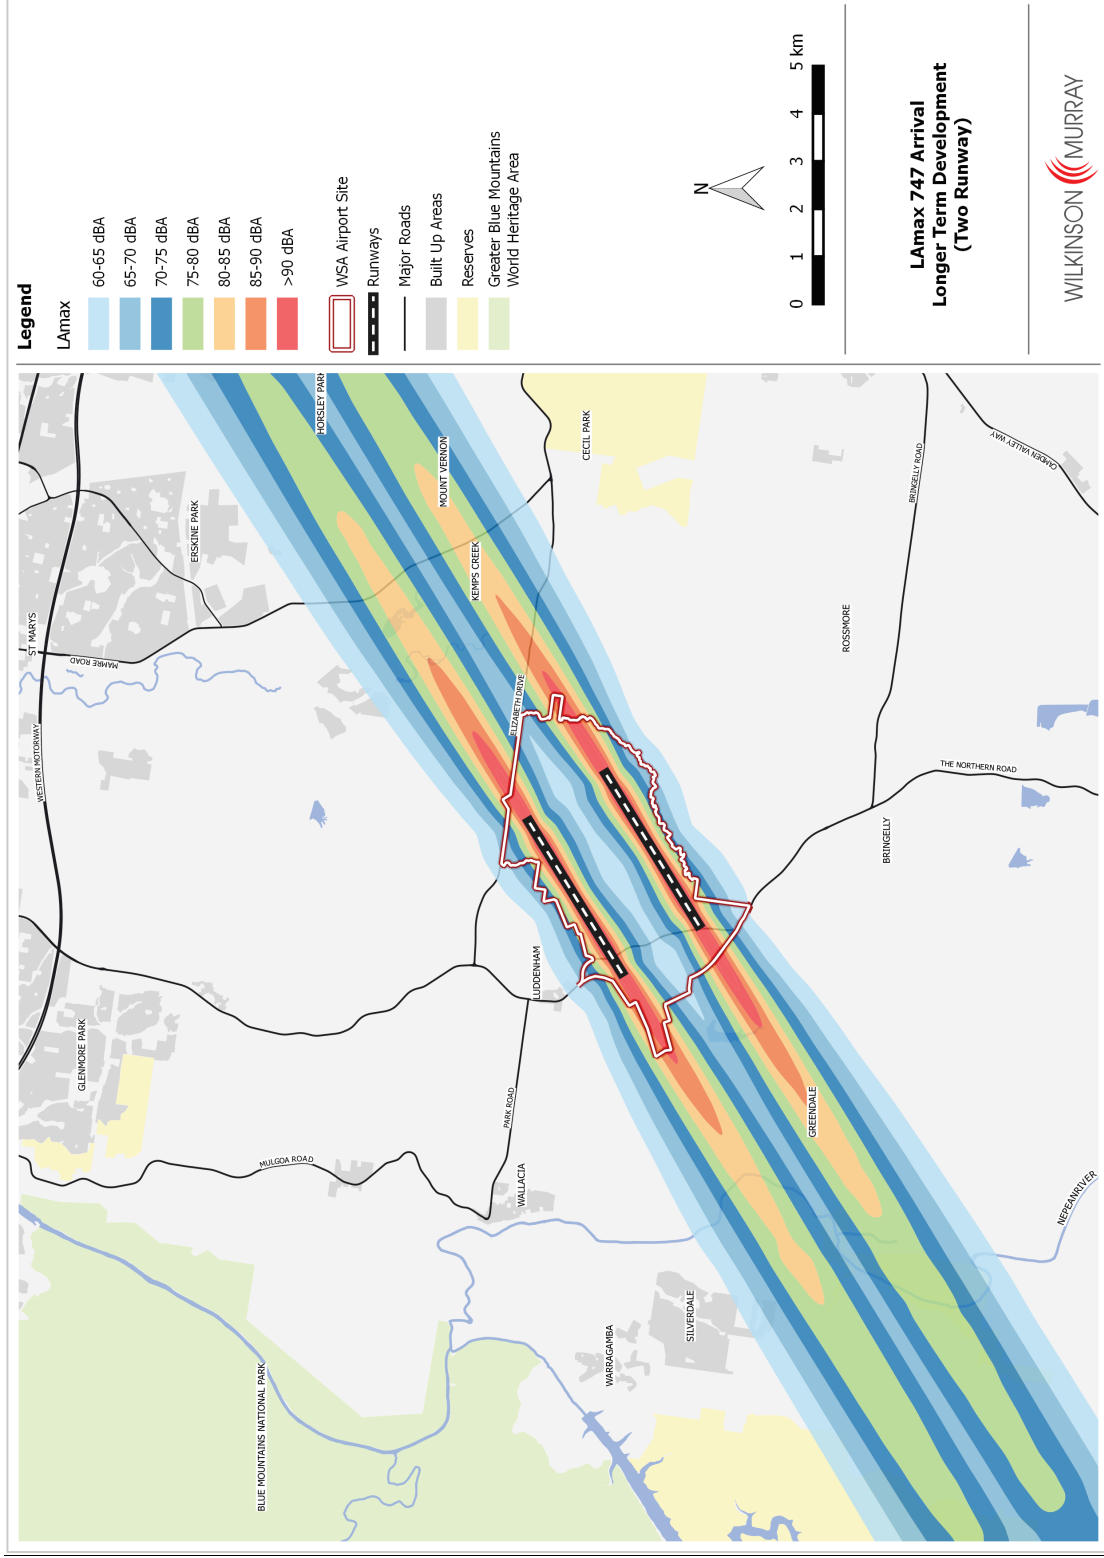 Legend
LAmax
60-65 dBA
65-70 dBA
70-75 dBA
75-80 dBA
80-85 dBA
85-90 dBA
>90 dBA
WSA Airport Site
Runways
Major Roads
Built Up Areas
Reserves
Greater Blue Mountains
World Heritage Area
N
0 1 2 3 4 5 km
LAmax 747 Arrival
Longer Term Development
(Two Runway)
WILKINSON MURRAY
ST MARYS
MAMRE ROAD
WESTERN MOTORWAY
ERSKINE PARK
HORSLEY PARK
MOUNT VERNON
KEMPS CREEK
CECIL PARK
ELIZABETH DRIVE
GLENMORE PARK
LUDDENHAM
PARK ROAD
MULGOA ROAD
WALLACIA
BLUE MOUNTAINS NATIONAL PARK
WARRAGAMBA
SILVERDALE
GREENDALE
NEPEANRIVER
BRINGELLY
THE NORTHERN ROAD
ROSSMORE
BRINGELLY ROAD
CAMDEN VALLEY WAY